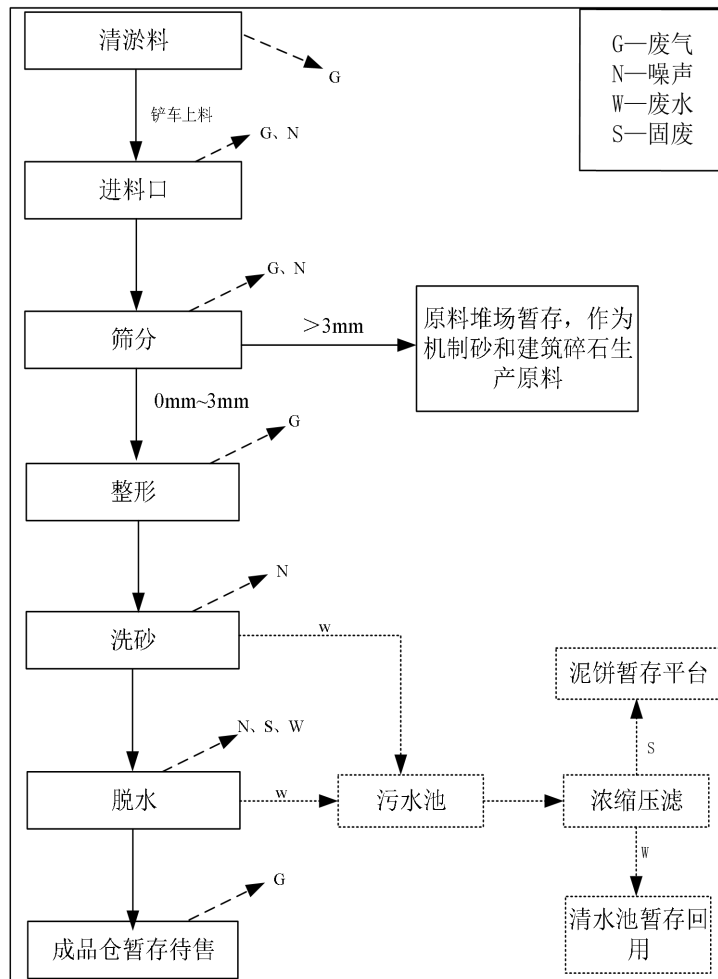 清淤料
G
G—废气
N—噪声
W—废水
S—固废
铲车上料
G、N
进料口
G、N
筛分
>3mm
原料堆场暂存，作为
机制砂和建筑碎石生
产原料
0mm~3mm
G
整形
N
洗砂
w
泥饼暂存平台
N、S、W
S
脱水
w
污水池
浓缩压滤
W
G
成品仓暂存待售
清水池暂存回
用